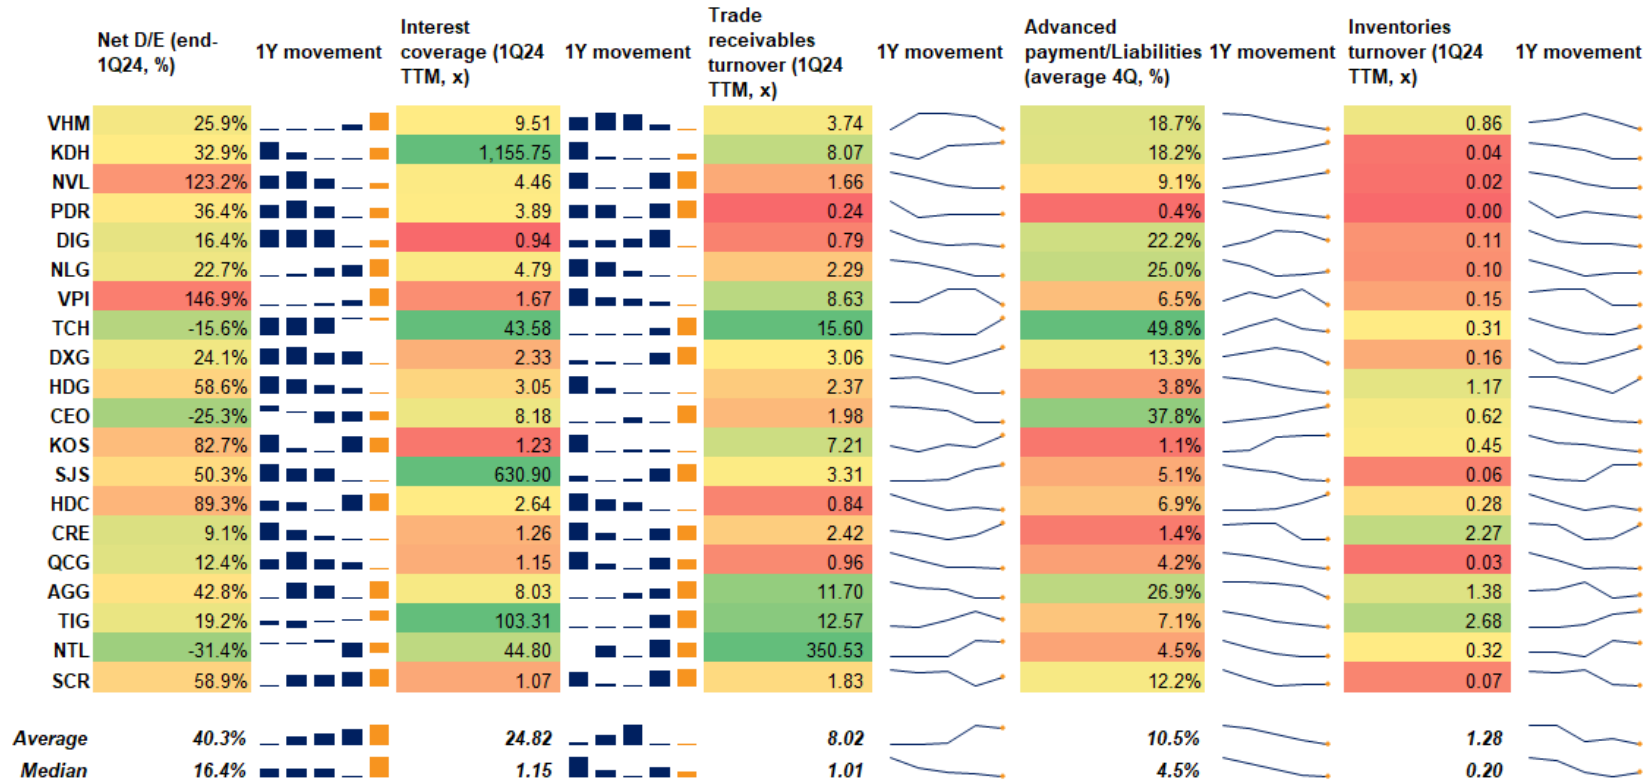 Net D/E (end-1Q24, %) 1Y movement Interest coverage (1Q24 TTM, x) 1Y movement Trade receivables turnover (1Q24 TTM, x) 1Y movement Advanced payment/Liabilities (average 4Q, %) 1Y movement Inventories turnover (1Q24 TTM, x) 1Y movement
VHM 25.9% 9.51 3.74 18.7% 0.86
KDH 32.9% 1,155.75 8.07 18.2% 0.04
NVL 123.2% 4.46 1.66 9.1% 0.02
PDR 36.4% 3.89 0.24 0.4% 0.00
DIG 16.4% 0.94 0.79 22.2% 0.11
NLG 22.7% 4.79 2.29 25.0% 0.10
VPI 146.9% 1.67 8.63 6.5% 0.15
TCH -15.6% 43.58 15.60 49.8% 0.31
DXG 24.1% 2.33 3.06 13.3% 0.16
HDG 58.6% 3.05 2.37 3.8% 1.17
CEO -25.3% 8.18 1.98 37.8% 0.62
KOS 82.7% 1.23 7.21 1.1% 0.45
SJS 50.3% 630.90 3.31 5.1% 0.06
HDC 89.3% 2.64 0.84 6.9% 0.28
CRE 9.1% 1.26 2.42 1.4% 2.27
QCG 12.4% 1.15 0.96 4.2% 0.03
AGG 42.8% 8.03 11.70 26.9% 1.38
TIG 19.2% 103.31 12.57 7.1% 2.68
NTL -31.4% 44.80 350.53 4.5% 0.32
SCR 58.9% 1.07 1.83 12.2% 0.07
Average 40.3% 24.82 8.02 10.5% 1.28
Median 16.4% 1.15 1.01 4.5% 0.20